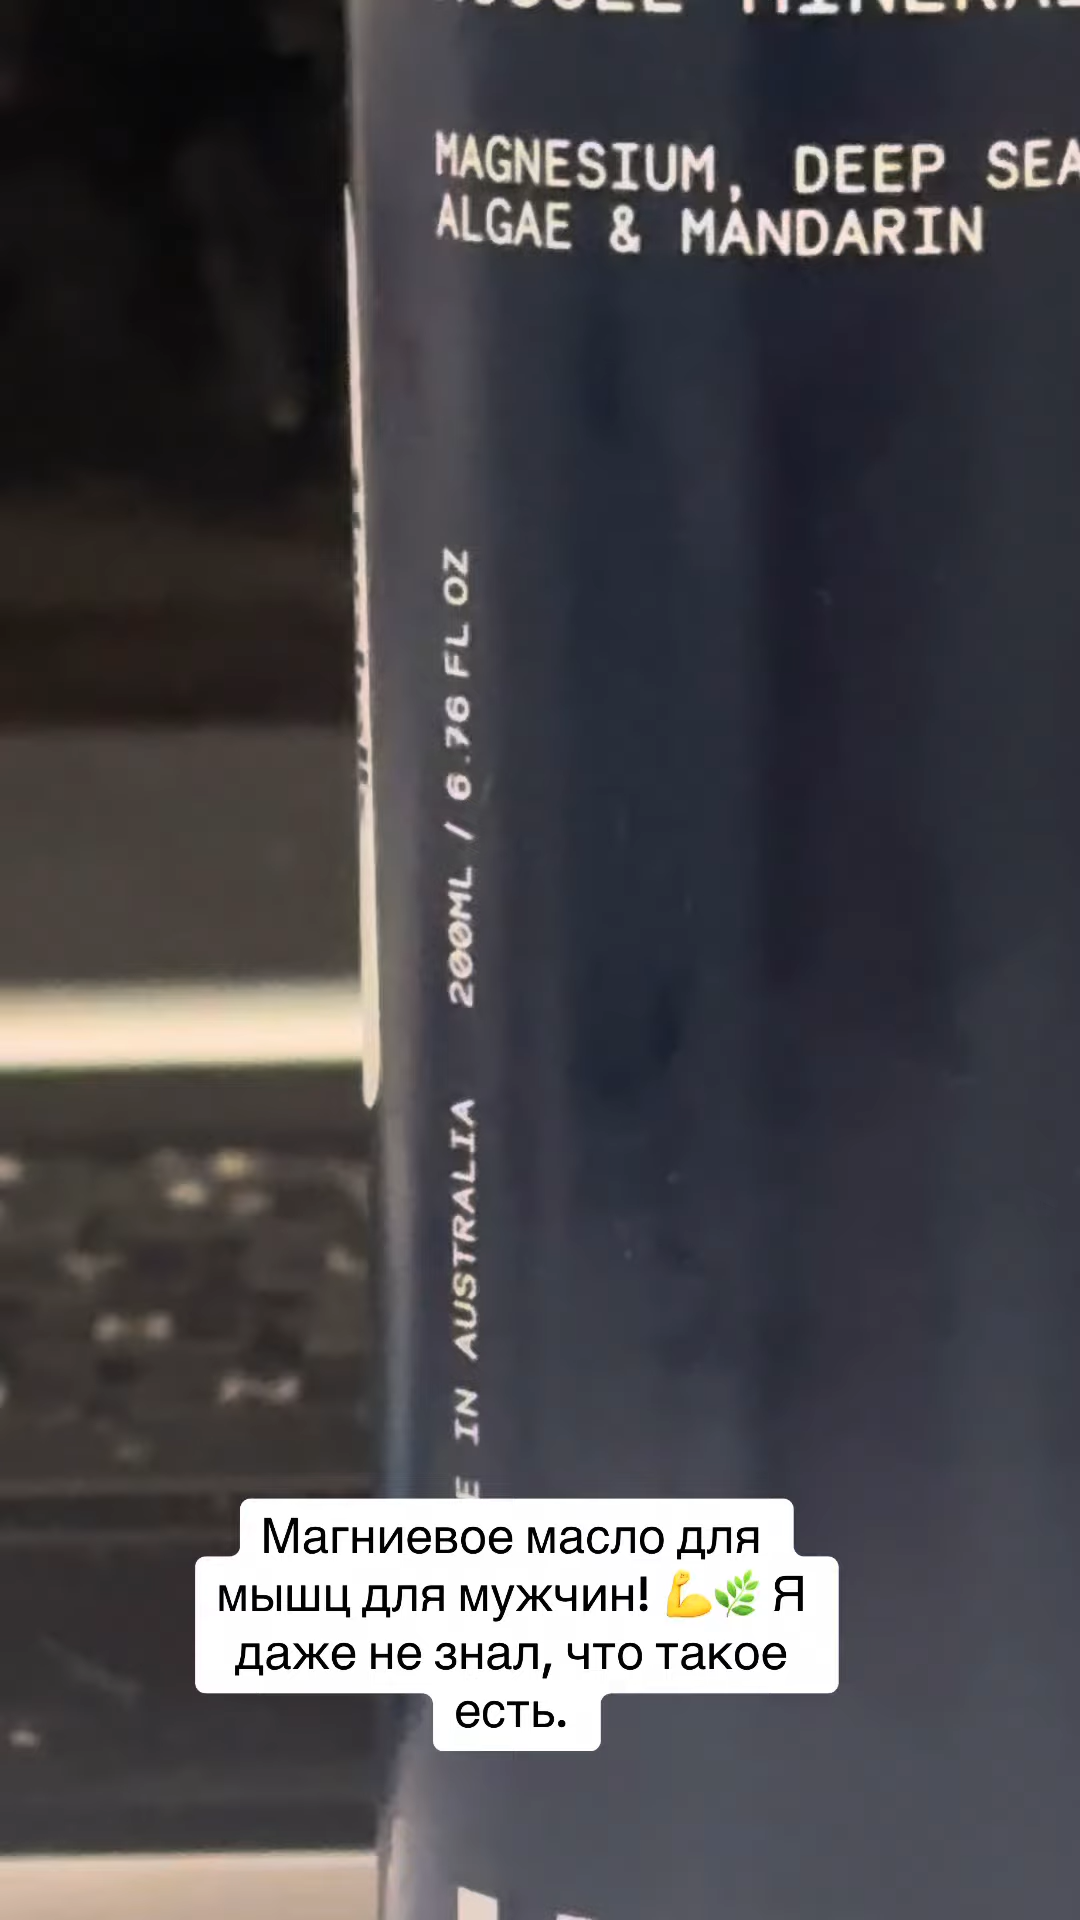 MAGNESIUM, DEEP SEA
ALGAE & MANDARIN
IN AUSTRALIA 200ML / 6.76 FL OZ
Магниевое масло для
мышц для мужчин! 💪🌿 Я
даже не знал, что такое
есть.